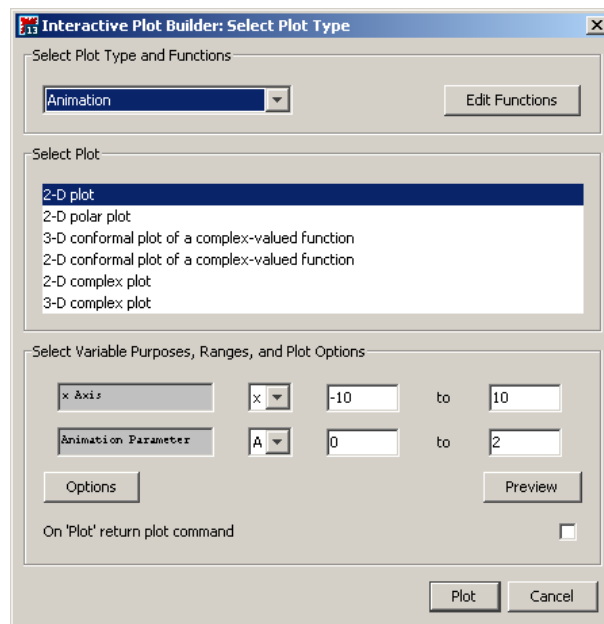 13 Interactive Plot Builder: Select Plot Type
Select Plot Type and Functions
Animation Edit Functions
Select Plot
2-D plot
2-D polar plot
3-D conformal plot of a complex-valued function
2-D conformal plot of a complex-valued function
2-D complex plot
3-D complex plot
Select Variable Purposes, Ranges, and Plot Options
x Axis x -10 to 10
Animation Parameter A 0 to 2
Options Preview
On 'Plot' return plot command
Plot Cancel